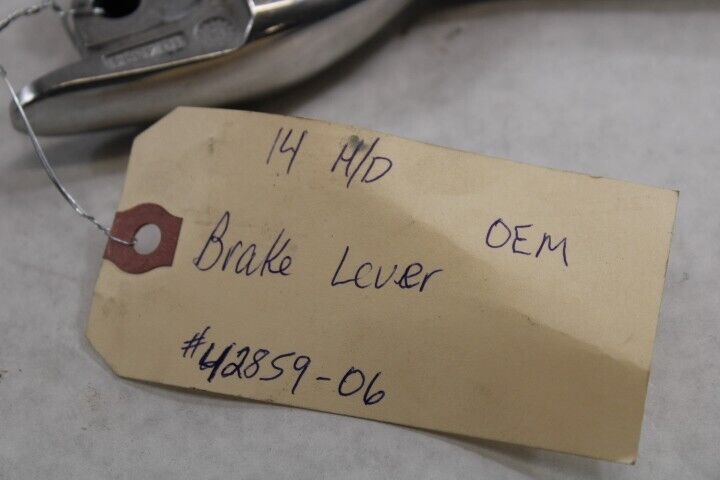 14 H/D
Brake Lever OEM
#42859-06